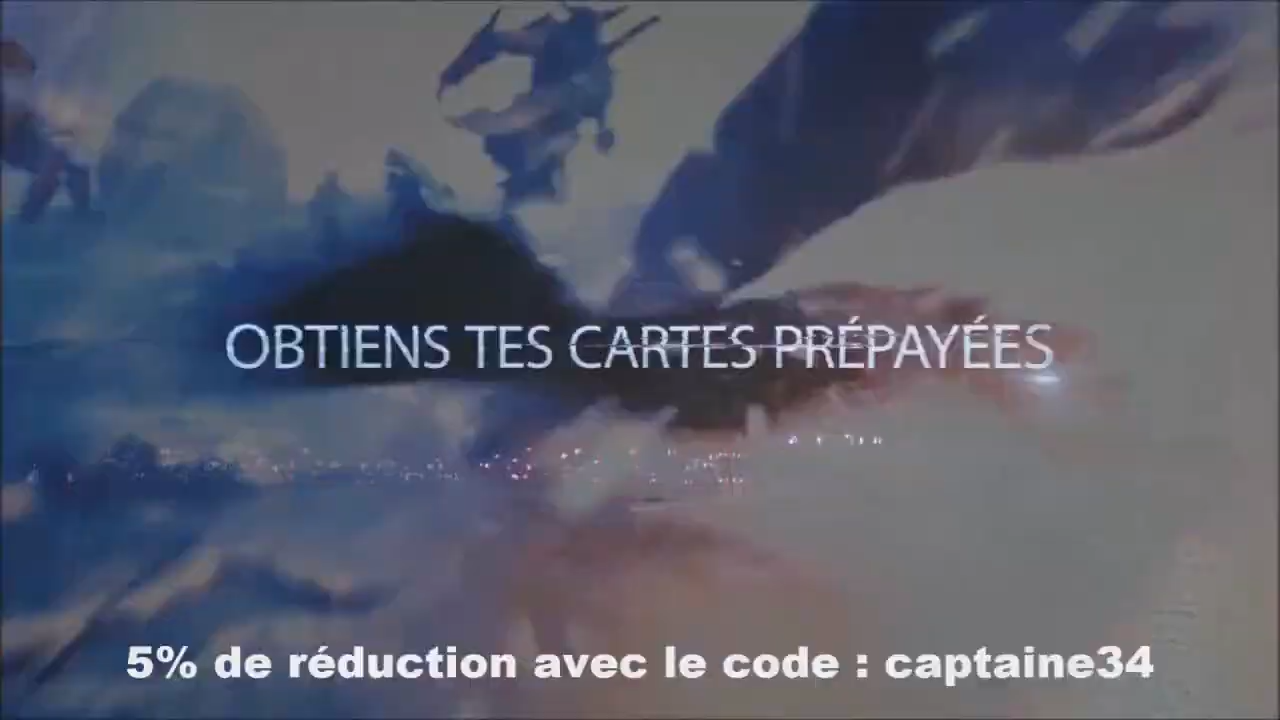 OBTIENS TES CARTES PRÉPAYÉES
5% de réduction avec le code : captaine34